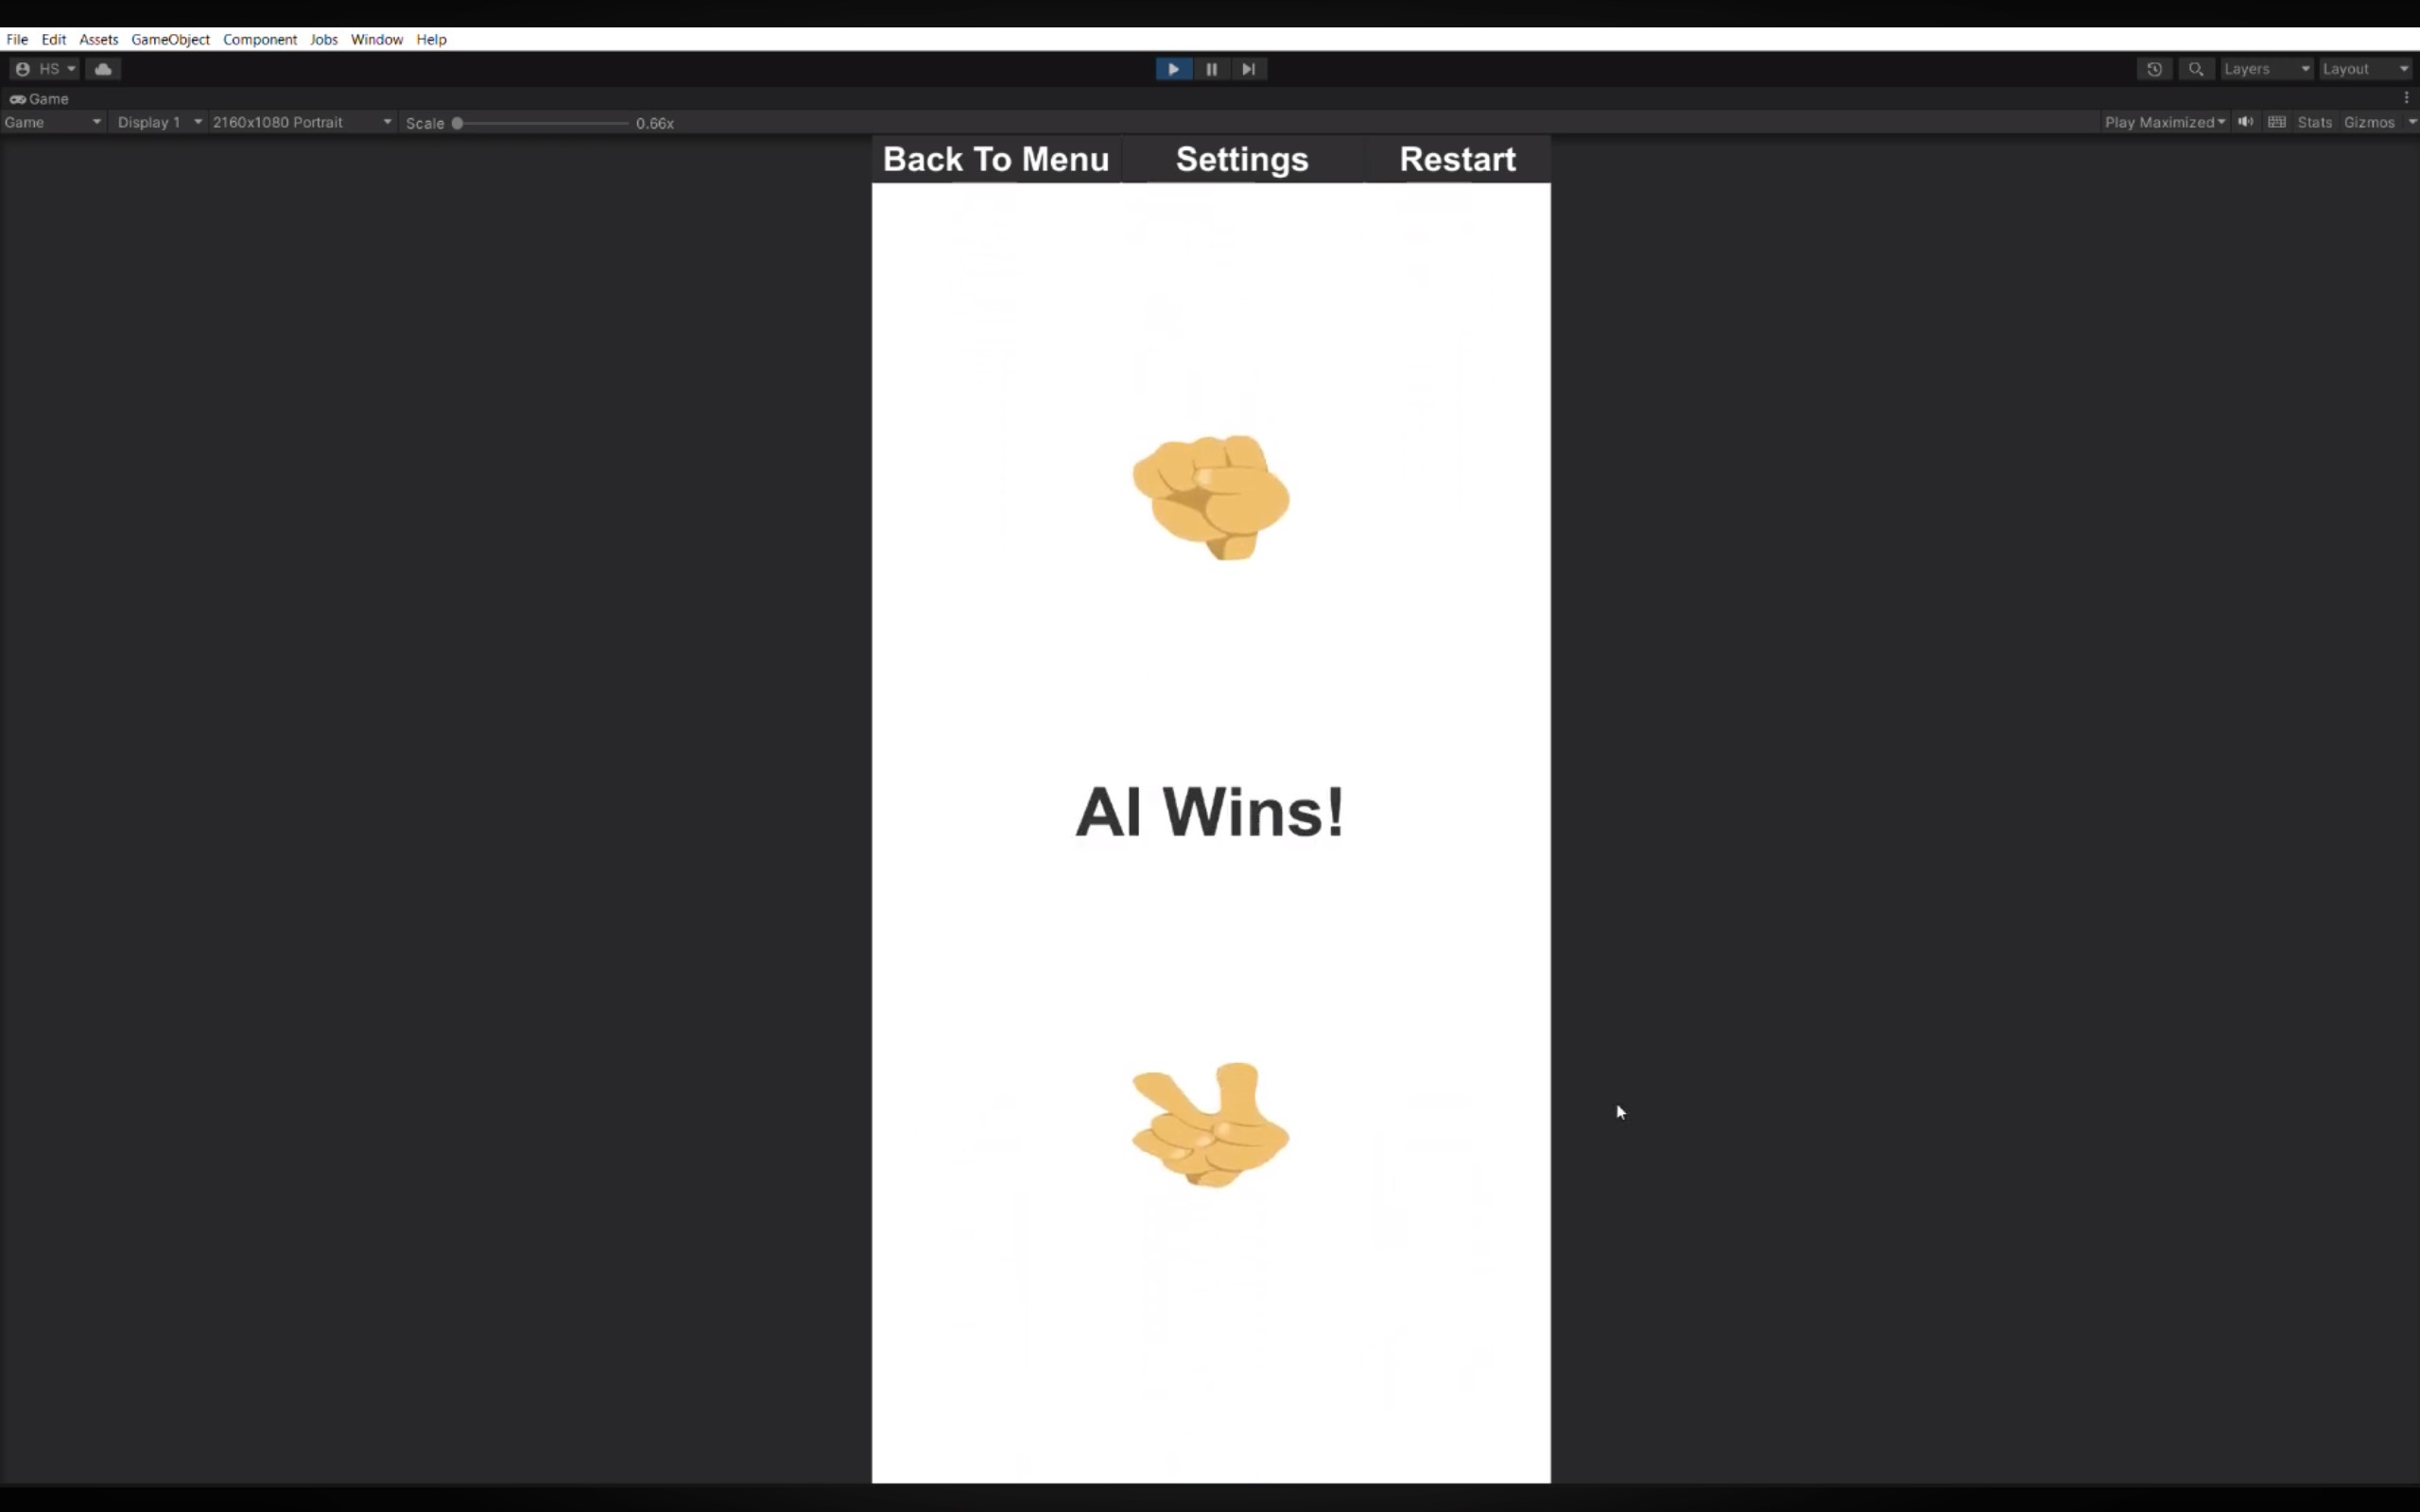 File Edit Assets GameObject Component Jobs Window Help
HS Layers Layout
Game
Game Display 1 2160x1080 Portrait Scale 0.66x Play Maximized Stats Gizmos
Back To Menu Settings Restart
AI Wins!